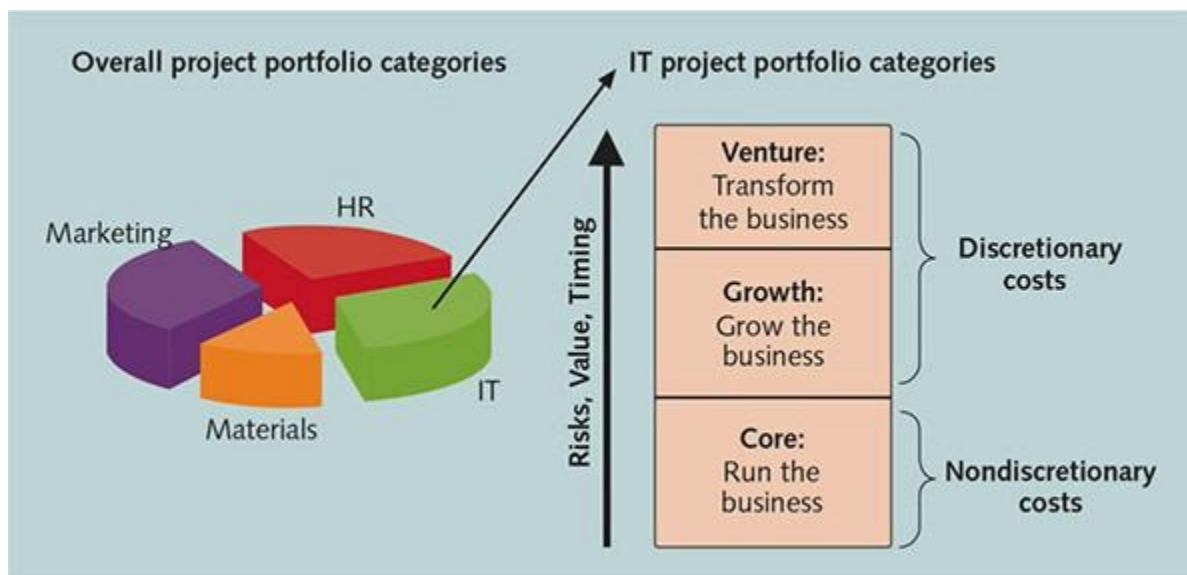 Overall project portfolio categories
IT project portfolio categories
Marketing
HR
Materials
IT
Risks, Value, Timing
Venture:
Transform
the business
Growth:
Grow the
business
Core:
Run the
business
Discretionary
costs
Nondiscretionary
costs